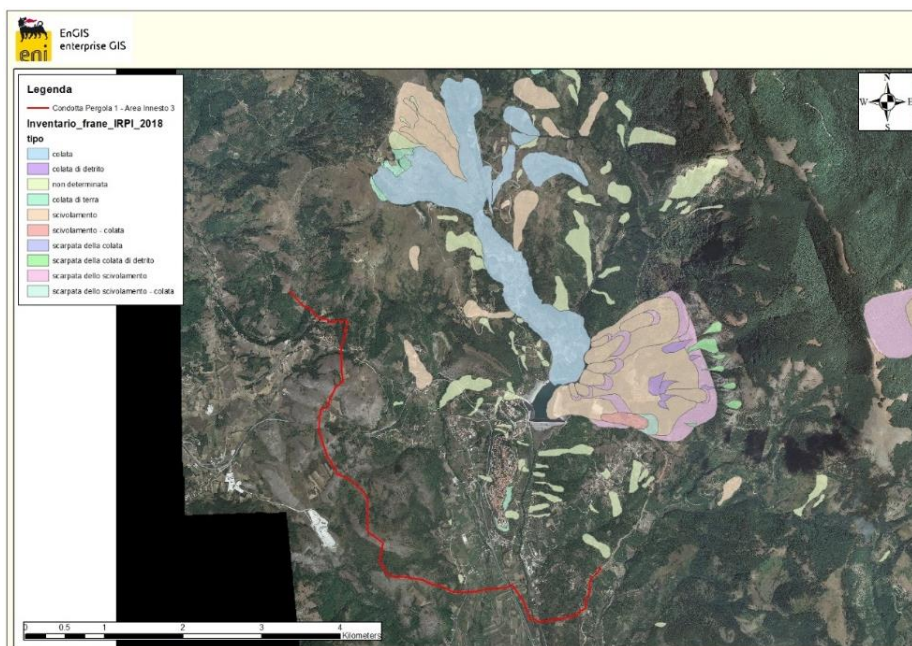 EnGIS
enterprise GIS
eni
Legenda
Condotta Pergola 1 - Area Innesto 3
Inventario_frane_IRPI_2018
tipo
colata
colata di detrito
non determinata
colata di terra
scivolamento
scivolamento - colata
scarpata della colata
scarpata della colata di detrito
scarpata dello scivolamento
scarpata dello scivolamento - colata
N
W E
S
0 0.5 1 2 3 4
Kilometers